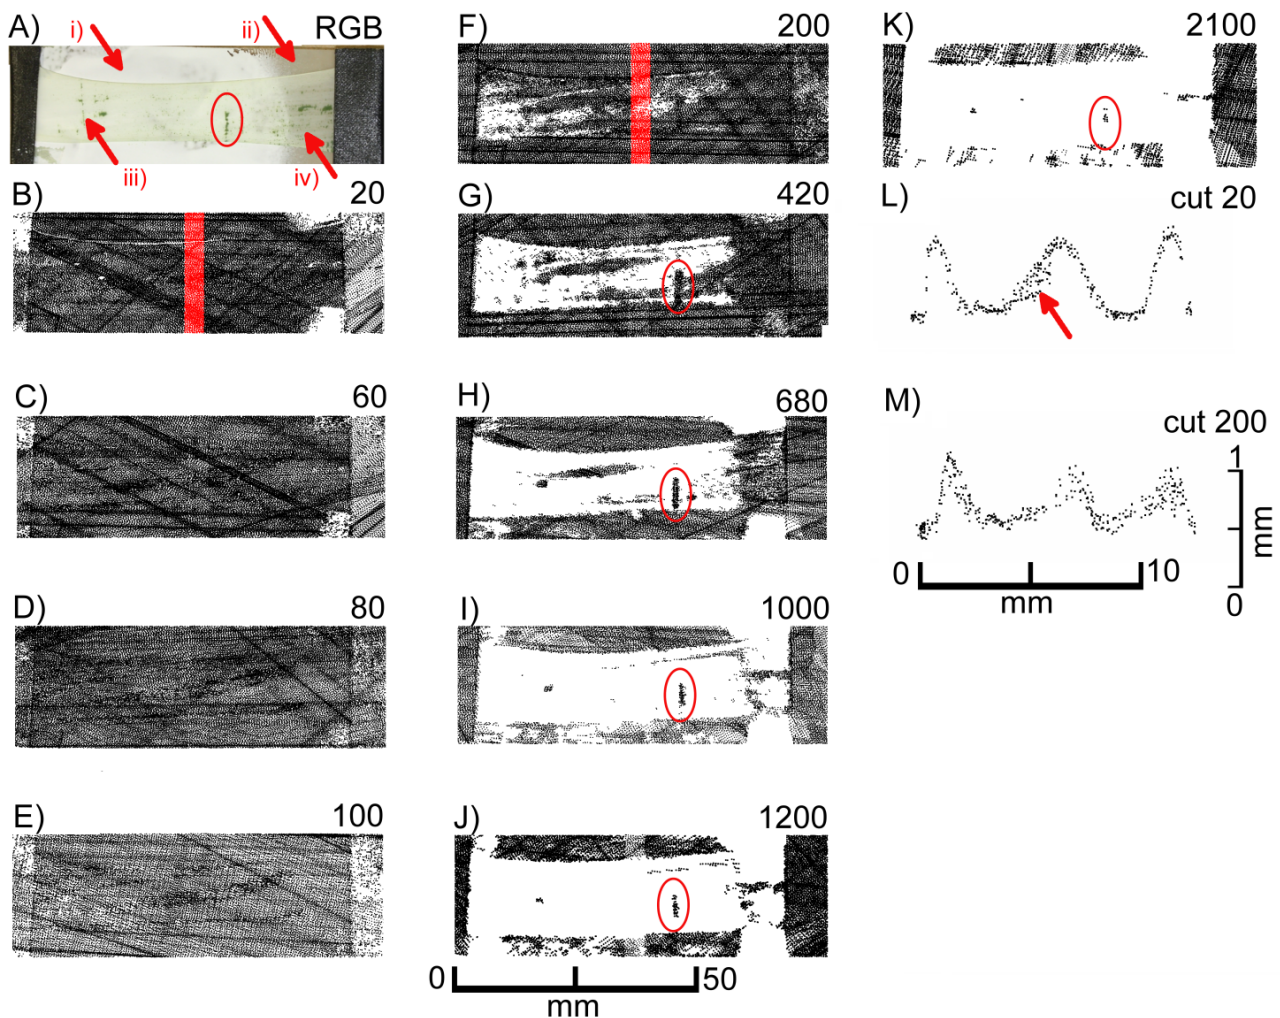 A) RGB
i)
ii)
iii)
iv)
B) 20
C) 60
D) 80
E) 100
F) 200
G) 420
H) 680
I) 1000
J) 1200
0 50
mm
K) 2100
L) cut 20
M) cut 200
1
mm
0
0 10
mm